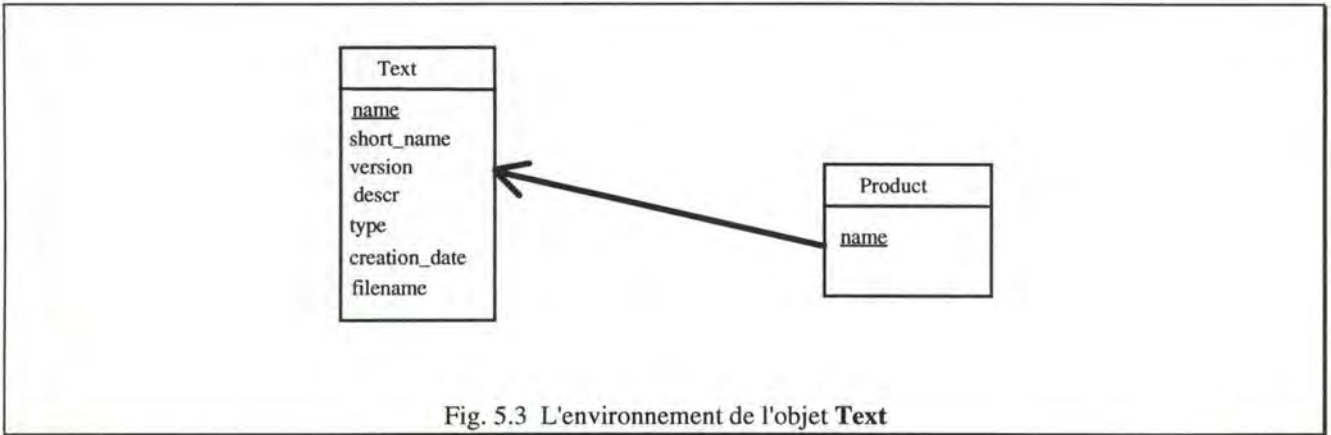 Text
name
short_name
version
descr
type
creation_date
filename
Product
name
Fig. 5.3 L'environnement de l'objet Text